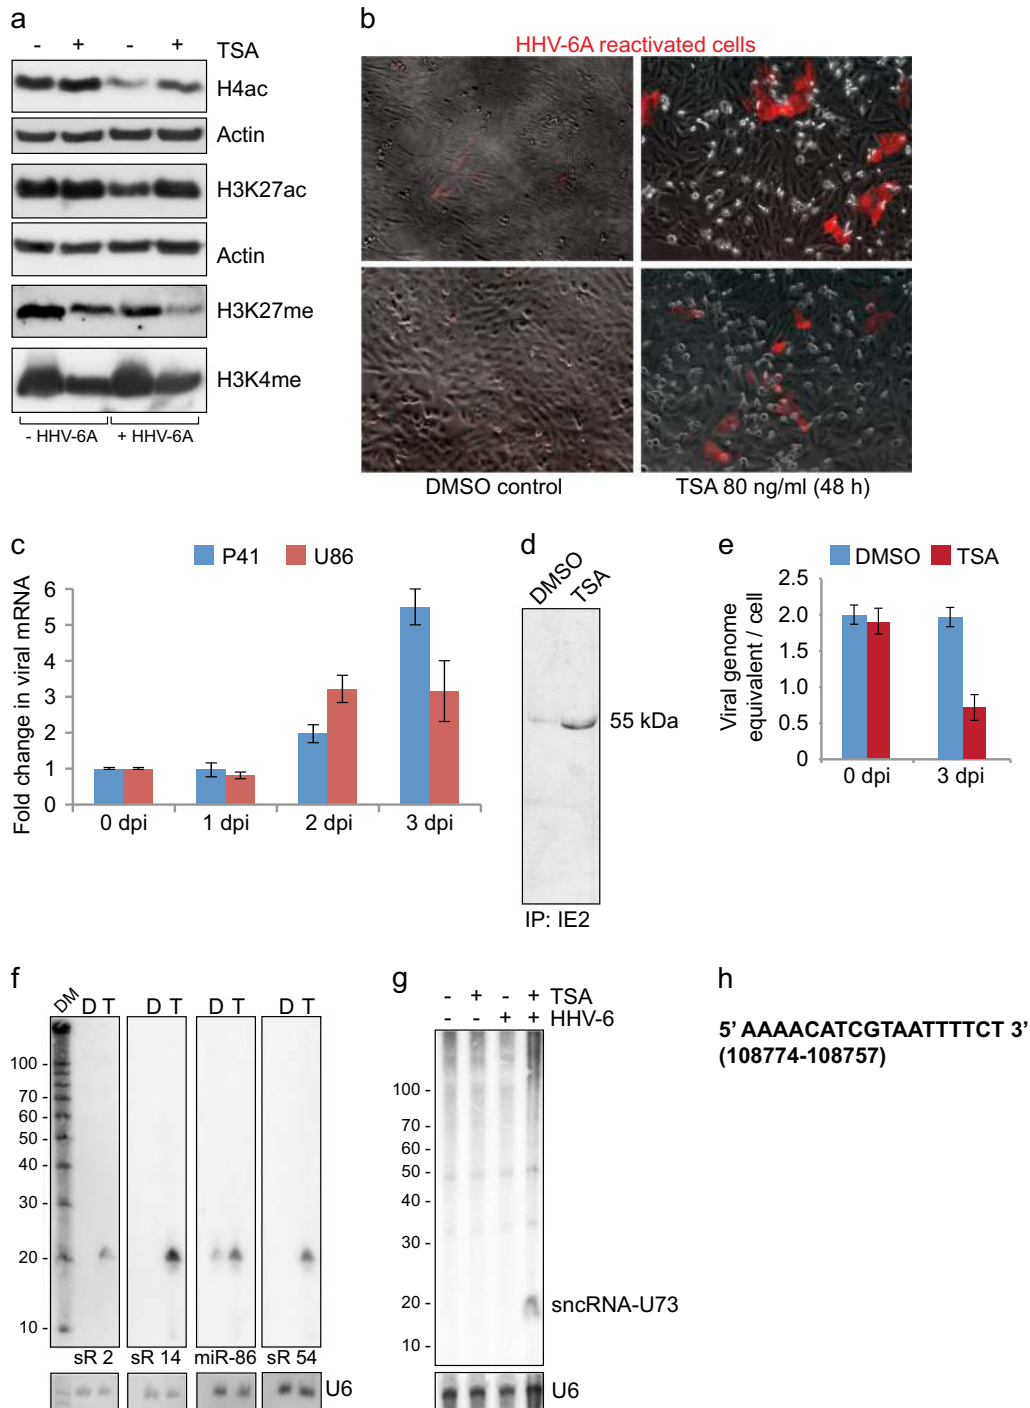 a
- + - + TSA
H4ac
Actin
H3K27ac
Actin
H3K27me
H3K4me
- HHV-6A + HHV-6A
b
HHV-6A reactivated cells
DMSO control
TSA 80 ng/ml (48 h)
c
P41 U86
Fold change in viral mRNA
6
5
4
3
2
1
0
0 dpi 1 dpi 2 dpi 3 dpi
d
DMSO TSA
55 kDa
IP: IE2
e
DMSO TSA
Viral genome
equivalent / cell
2.5
2.0
1.5
1.0
0.5
0
0 dpi 3 dpi
f
DM D T D T D T D T
100 -
70 -
60 -
50 -
40 -
30 -
20 -
10 -
sR 2 sR 14 miR-86 sR 54
U6
g
- + - + TSA
- - + + HHV-6
100 -
70 -
60 -
50 -
40 -
30 -
20 -
10 -
sncRNA-U73
U6
h
5' AAAACATCGTAATTTTCT 3'
(108774-108757)